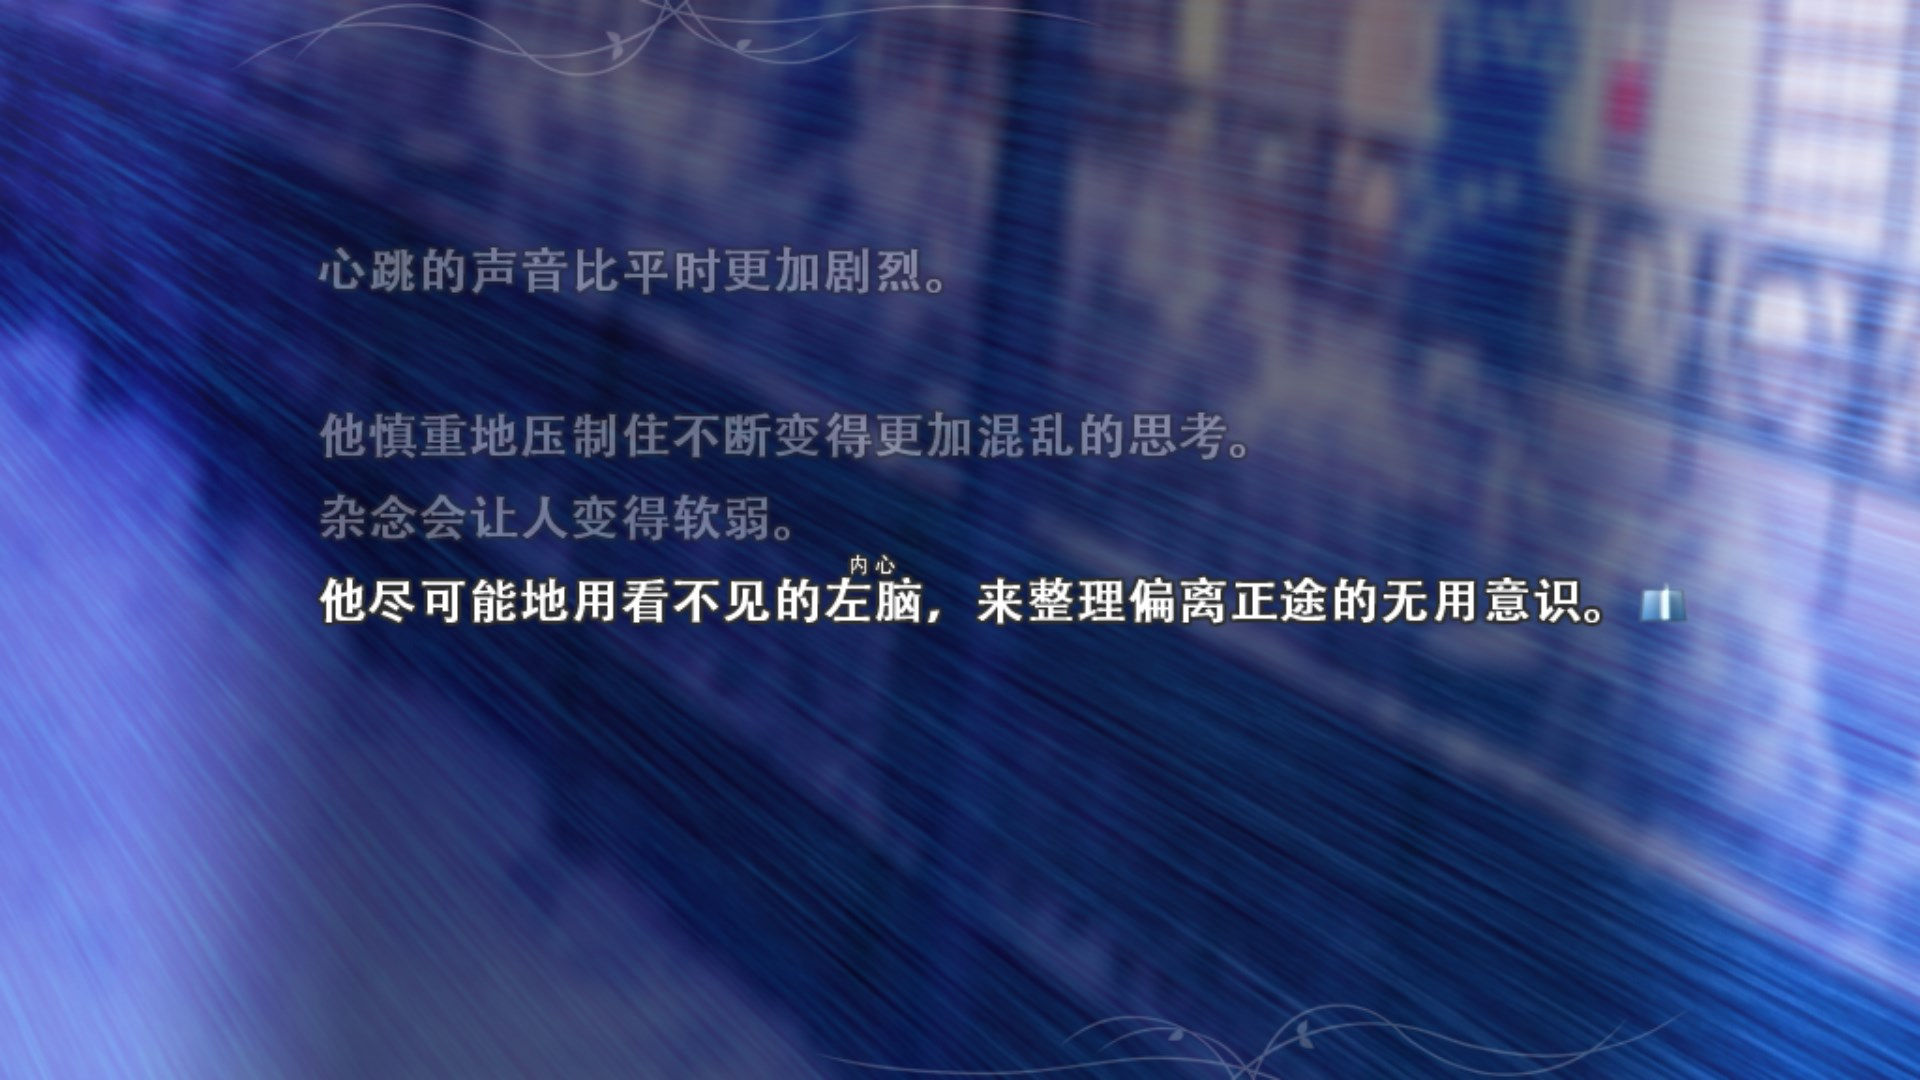 心跳的声音比平时更加剧烈。
他慎重地压制住不断变得更加混乱的思考。
杂念会让人变得软弱。
内心
他尽可能地用看不见的左脑，来整理偏离正途的无用意识。